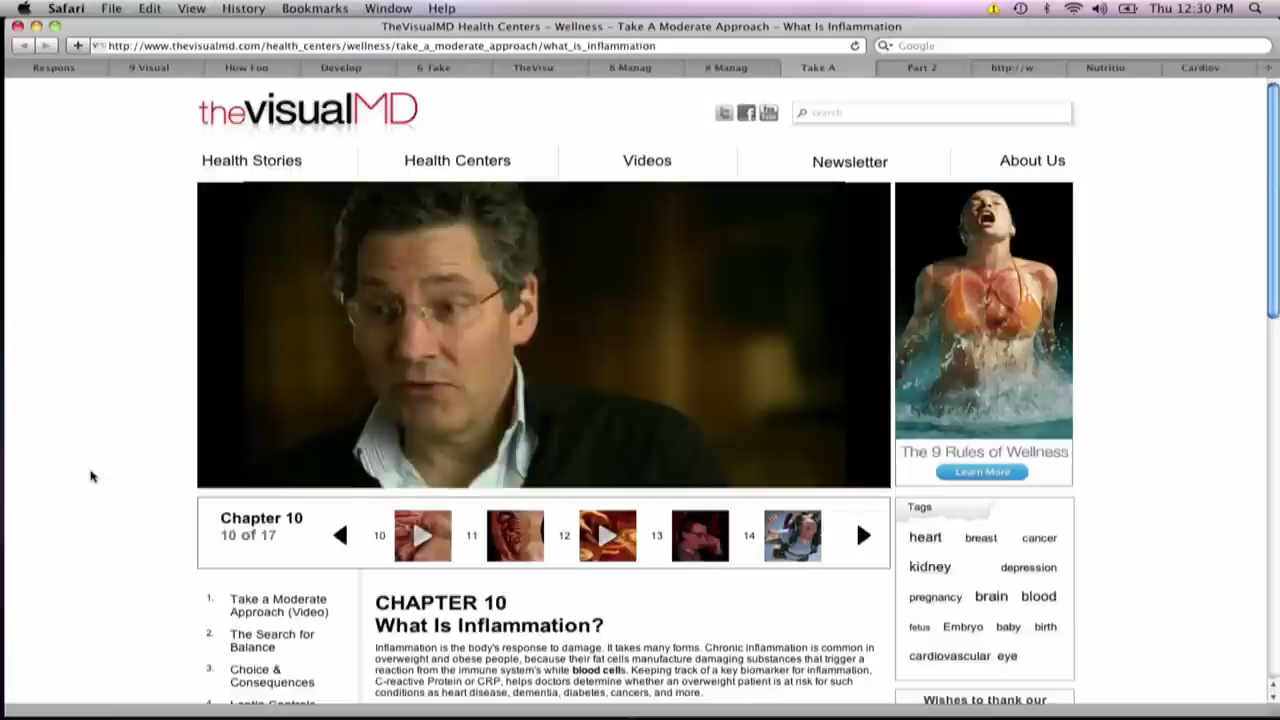 Safari File Edit View History Bookmarks Window Help Thu 12:30 PM
TheVisualMD Health Centers – Wellness – Take A Moderate Approach – What Is Inflammation
http://www.thevisualmd.com/health_centers/wellness/take_a_moderate_approach/what_is_inflammation
Google
Respons 9 Visual How Foo Develop 6 Take TheVisu 8 Manag 8 Manag Take A Part 2 http://w Nutritio Cardiov
theVisualMD
search
Health Stories Health Centers Videos Newsletter About Us
The 9 Rules of Wellness
Learn More
Chapter 10
10 of 17
10 11 12 13 14
1. Take a Moderate
Approach (Video)
2. The Search for
Balance
3. Choice &
Consequences
CHAPTER 10
What Is Inflammation?
Inflammation is the body's response to damage. It takes many forms. Chronic inflammation is common in
overweight and obese people, because their fat cells manufacture damaging substances that trigger a
reaction from the immune system's while blood cells. Keeping track of a key biomarker for inflammation,
C-reactive Protein or CRP, helps doctors determine whether an overweight patient is at risk for such
conditions as heart disease, dementia, diabetes, cancers, and more.
Tags
heart breast cancer
kidney depression
pregnancy brain blood
fetus Embryo baby birth
cardiovascular eye
Wishes to thank our